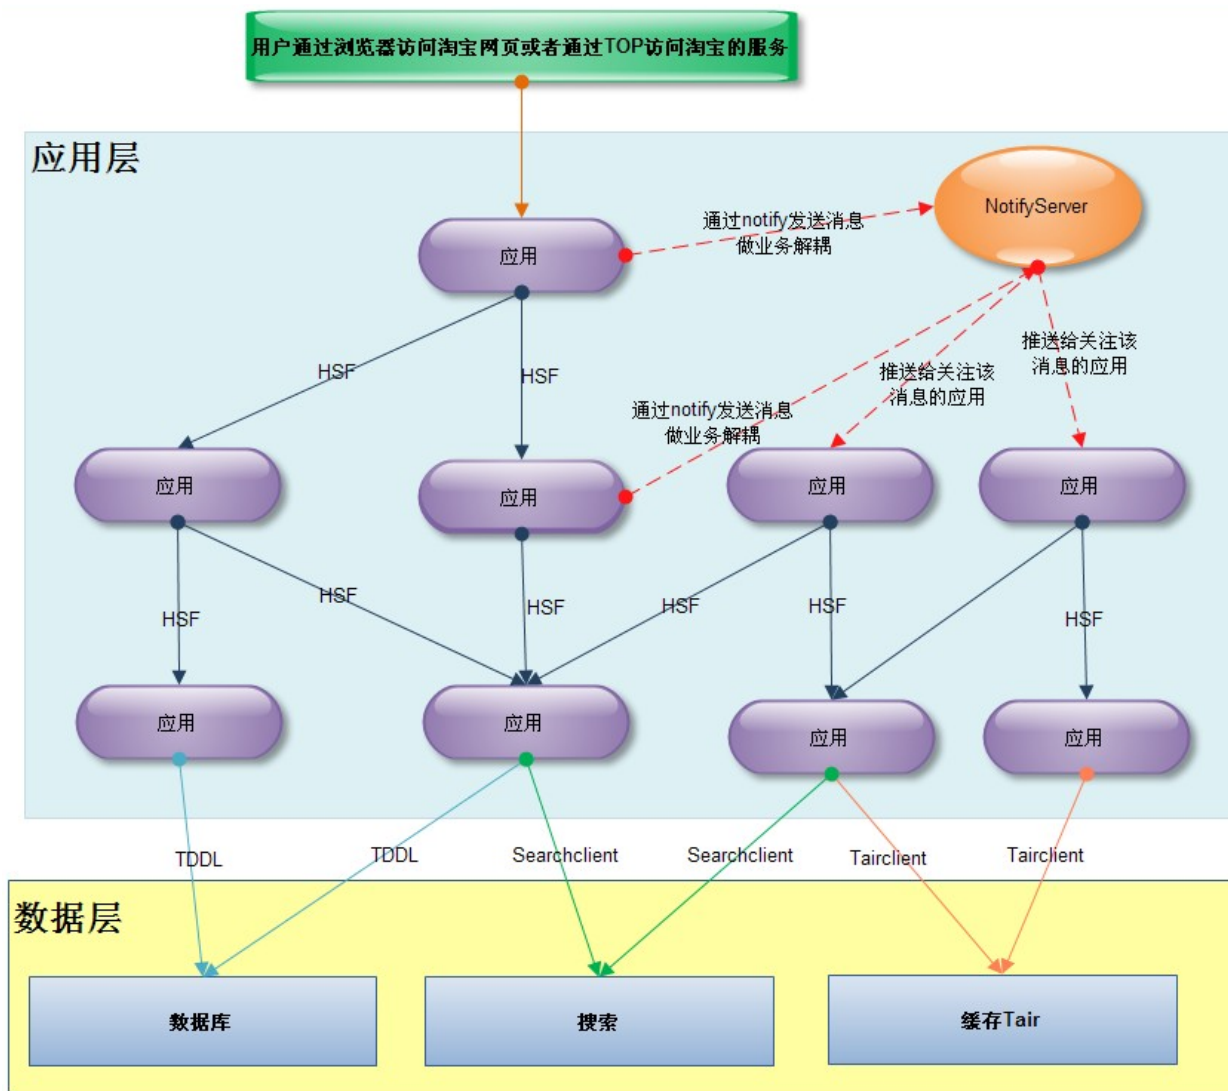 用户通过浏览器访问淘宝网页或者通过TOP访问淘宝的服务
应用层
NotifyServer
通过notify发送消息
做业务解耦
应用
推送给关注该
消息的应用
HSF
HSF
推送给关注该
消息的应用
通过notify发送消息
做业务解耦
应用
应用
应用
应用
HSF
HSF
HSF
HSF
HSF
HSF
应用
应用
应用
应用
TDDL
TDDL
Searchclient
Searchclient
Tairclient
Tairclient
数据层
数据库
搜索
缓存Tair